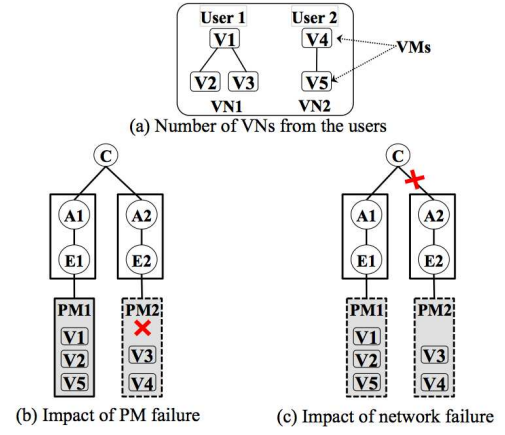 User 1 User 2
V1 V4
VMs
V2 V3 V5
VN1 VN2
(a) Number of VNs from the users
C C
A1 A2 A1 A2
E1 E2 E1 E2
PM1 PM2 PM1 PM2
V1 V1
V2 V3 V2 V3
V5 V4 V5 V4
(b) Impact of PM failure (c) Impact of network failure